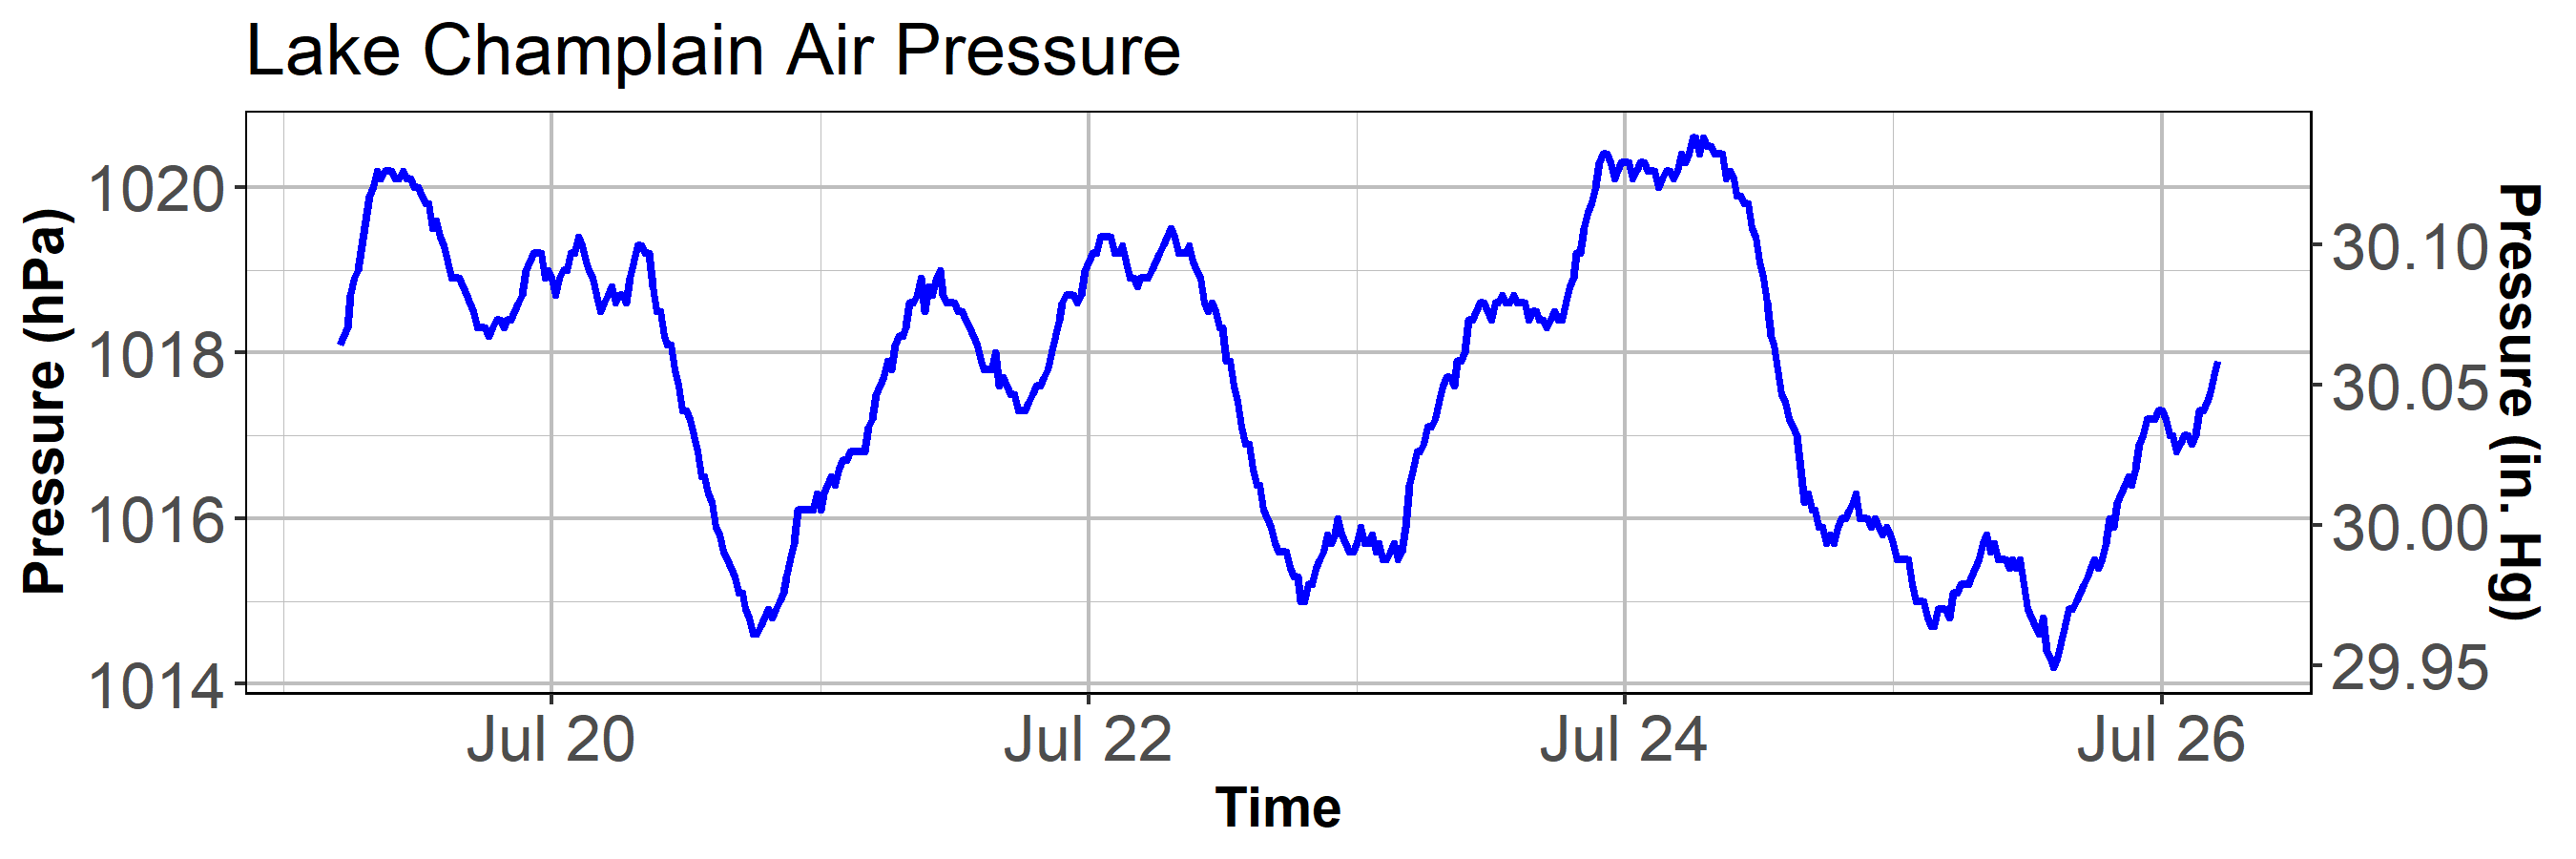 Lake Champlain Air Pressure
Pressure (hPa)
1020
1018
1016
1014
30.10
30.05
30.00
29.95
Pressure (in. Hg)
Jul 20
Jul 22
Jul 24
Jul 26
Time